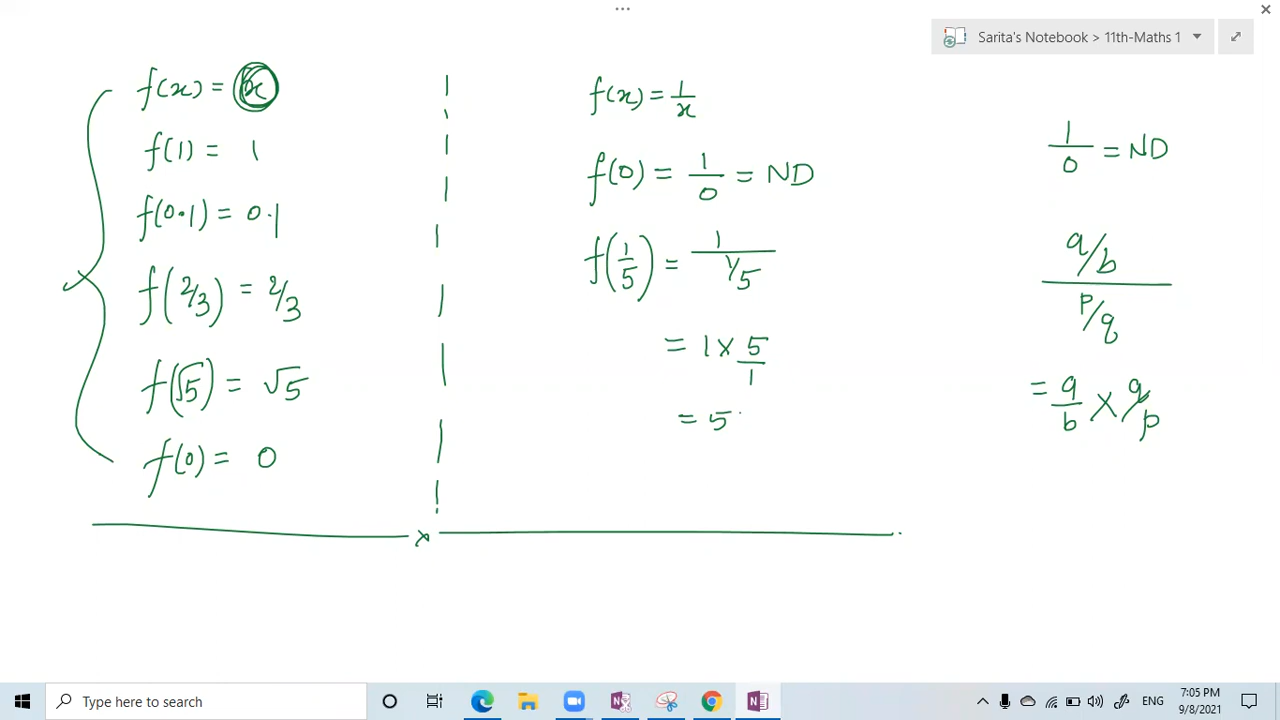 Sarita's Notebook > 11th-Maths 1
f(x) = x
f(1) = 1
f(0.1) = 0.1
f(2/3) = 2/3
f(√5) = √5
f(0) = 0
f(x) = 1/x
f(0) = 1/0 = ND
f(1/5) = 1/(1/5)
= 1 × 5/1
= 5
1/0 = ND
(a/b)/(p/q)
= a/b × q/p
x
Type here to search
ENG
7:05 PM
9/8/2021